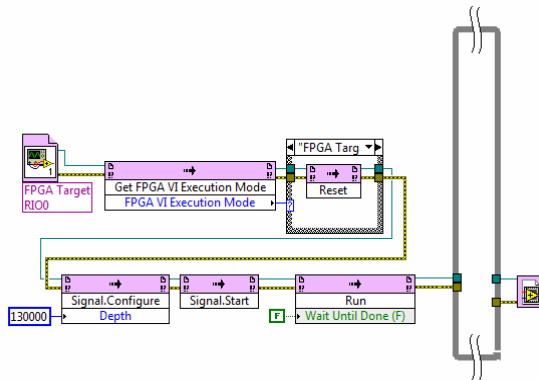 "FPGA Targ
1
FPGA Target
RIO0
Get FPGA VI Execution Mode
FPGA VI Execution Mode
?
Reset
Signal.Configure
Depth
130000
Signal.Start
Run
Wait Until Done (F)
F